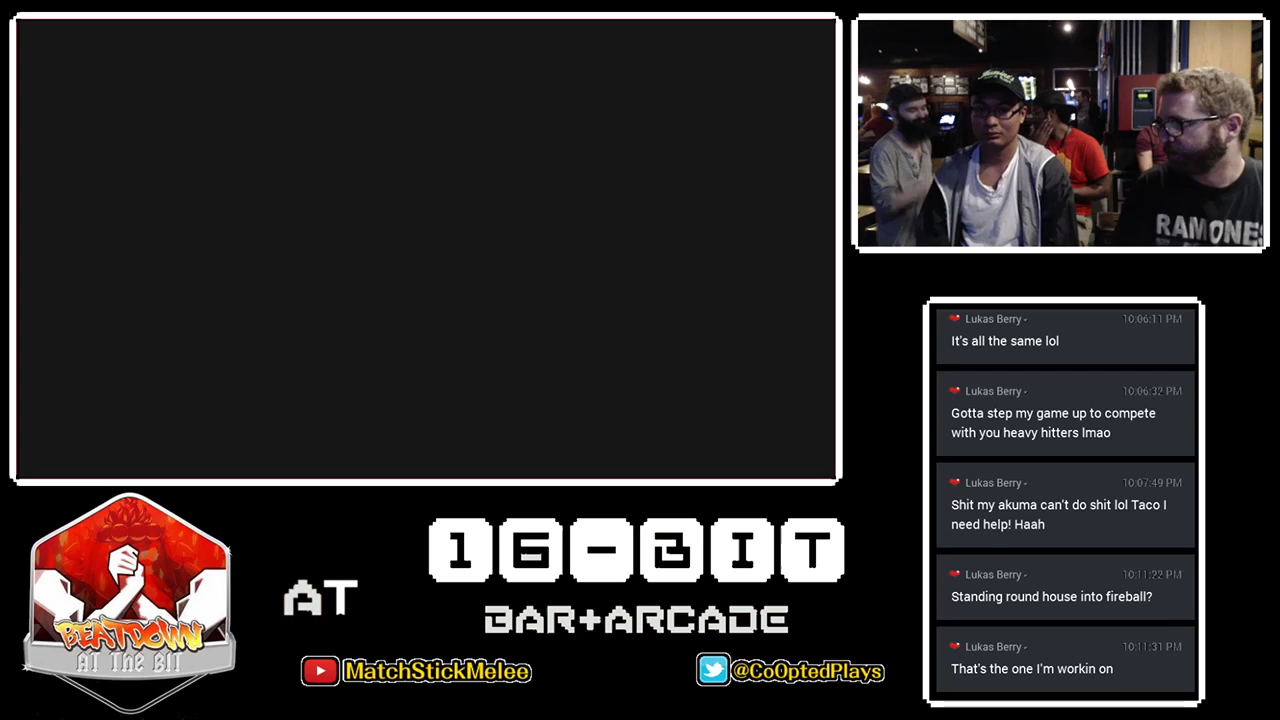 RAMONES
Lukas Berry 10:06:11 PM
It's all the same lol
Lukas Berry 10:06:32 PM
Gotta step my game up to compete
with you heavy hitters lmao
Lukas Berry 10:07:49 PM
Shit my akuma can't do shit lol Taco I
need help! Haah
Lukas Berry 10:11:22 PM
Standing round house into fireball?
Lukas Berry 10:11:31 PM
That's the one I'm workin on
BEATDOWN
AT THE BIT
AT
16-BIT
BAR+ARCADE
MatchStickMelee
@CoOptedPlays